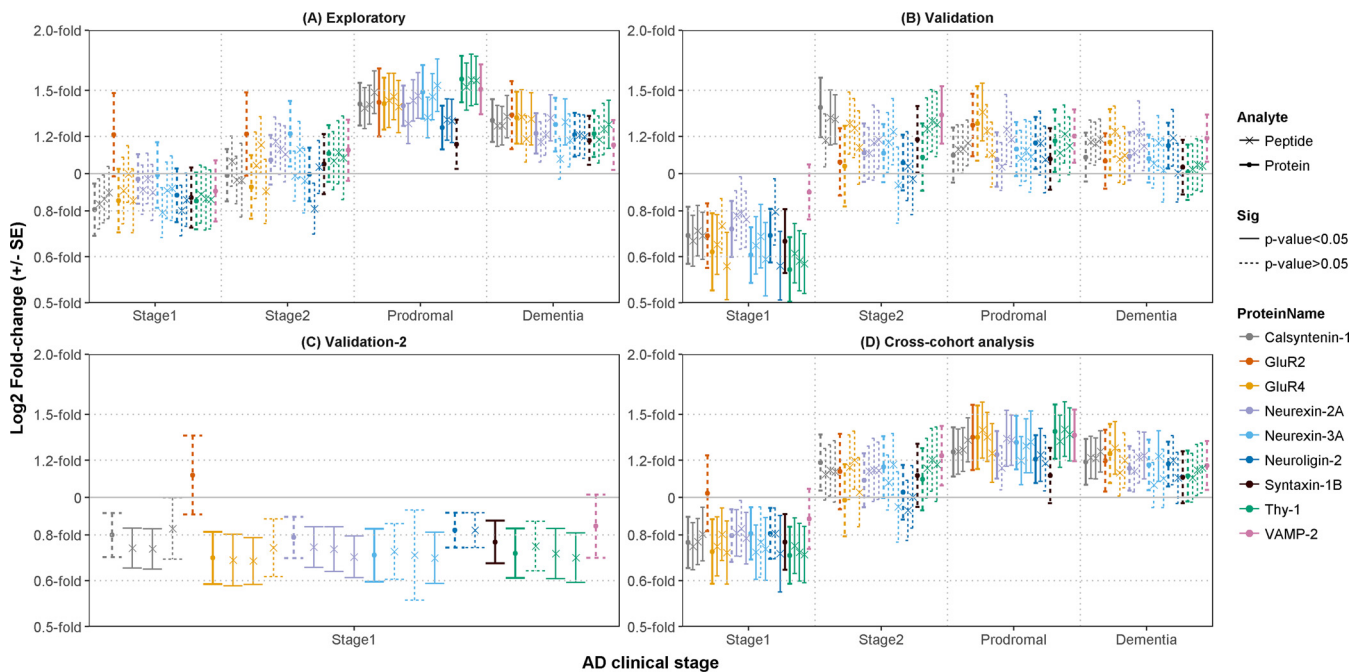 (A) Exploratory
(B) Validation
2.0-fold
1.5-fold
1.2-fold
0
0.8-fold
0.6-fold
0.5-fold
Stage1 Stage2 Prodromal Dementia
2.0-fold
1.5-fold
1.2-fold
0
0.8-fold
0.6-fold
0.5-fold
Stage1 Stage2 Prodromal Dementia
(C) Validation-2
(D) Cross-cohort analysis
2.0-fold
1.5-fold
1.2-fold
0
0.8-fold
0.6-fold
0.5-fold
Stage1
2.0-fold
1.5-fold
1.2-fold
0
0.8-fold
0.6-fold
0.5-fold
Stage1 Stage2 Prodromal Dementia
Log2 Fold-change (+/- SE)
AD clinical stage
Analyte
Peptide
Protein
Sig
p-value<0.05
p-value>0.05
ProteinName
Calsyntenin-1
GluR2
GluR4
Neurexin-2A
Neurexin-3A
Neuroligin-2
Syntaxin-1B
Thy-1
VAMP-2